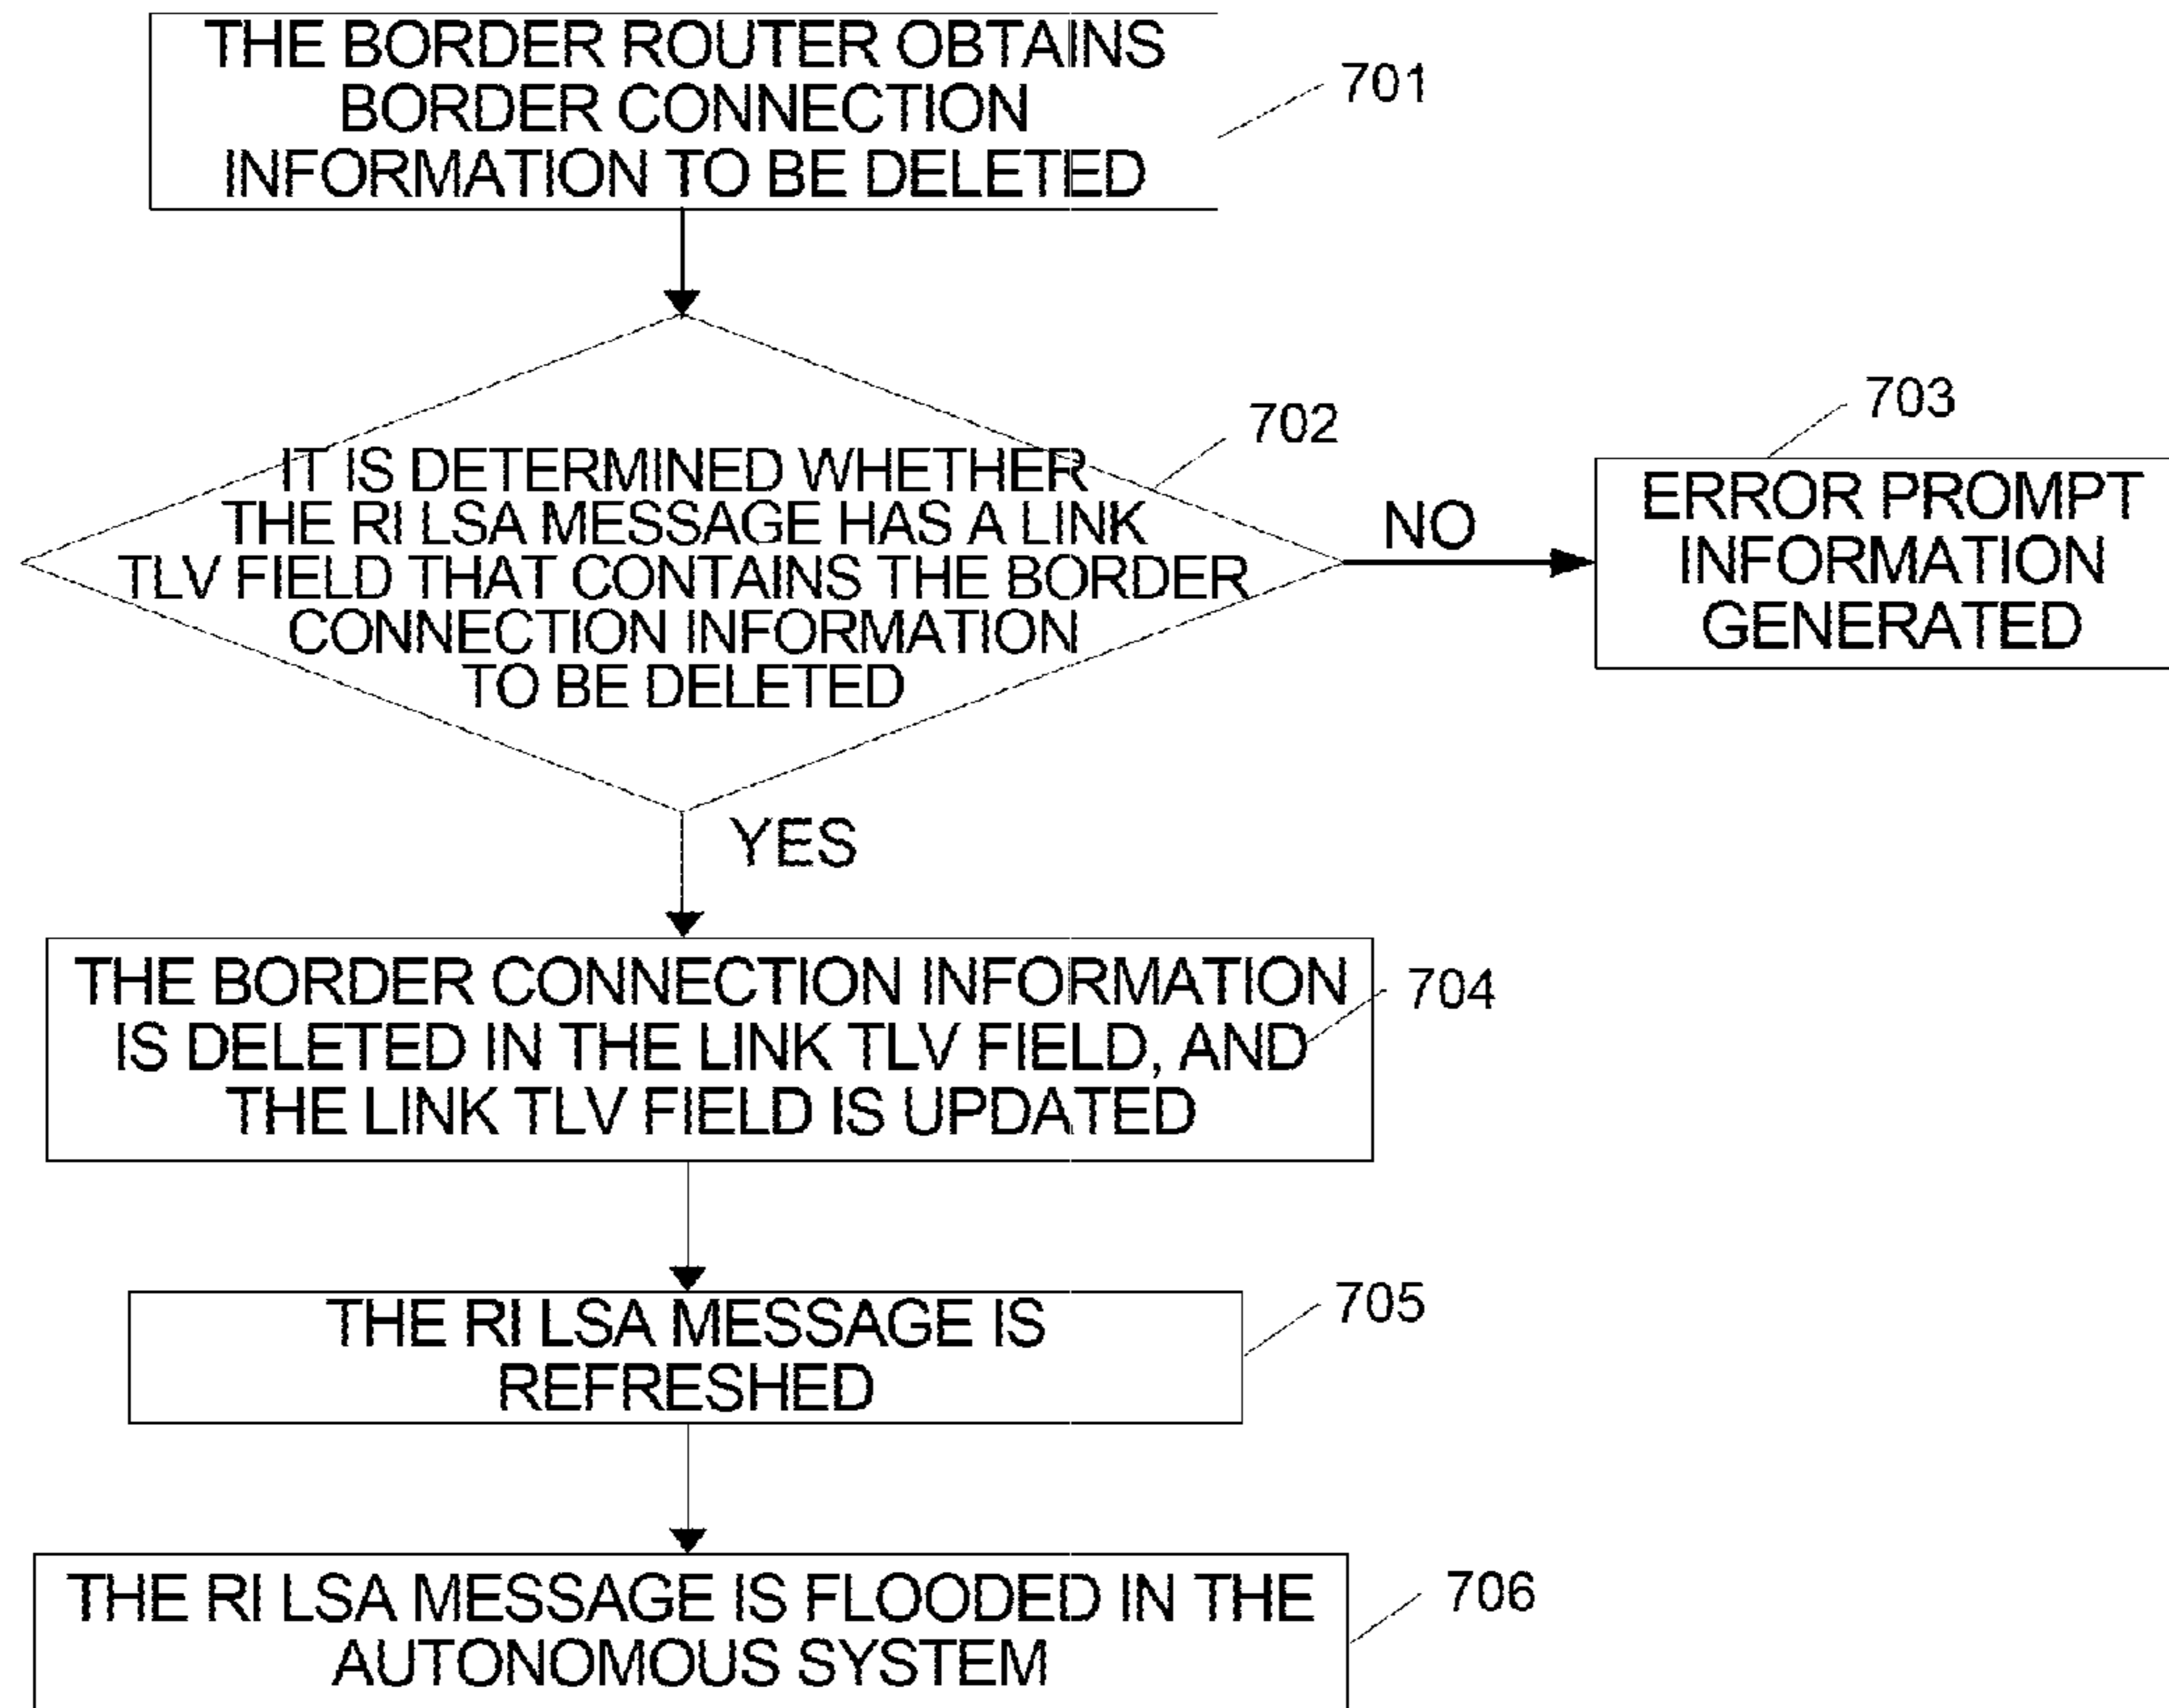 THE BORDER ROUTER OBTAINS
BORDER CONNECTION
INFORMATION TO BE DELETED
701
IT IS DETERMINED WHETHER
THE RI LSA MESSAGE HAS A LINK
TLV FIELD THAT CONTAINS THE BORDER
CONNECTION INFORMATION
TO BE DELETED
702
NO
703
ERROR PROMPT
INFORMATION
GENERATED
YES
THE BORDER CONNECTION INFORMATION
IS DELETED IN THE LINK TLV FIELD, AND
THE LINK TLV FIELD IS UPDATED
704
THE RI LSA MESSAGE IS
REFRESHED
705
THE RI LSA MESSAGE IS FLOODED IN THE
AUTONOMOUS SYSTEM
706